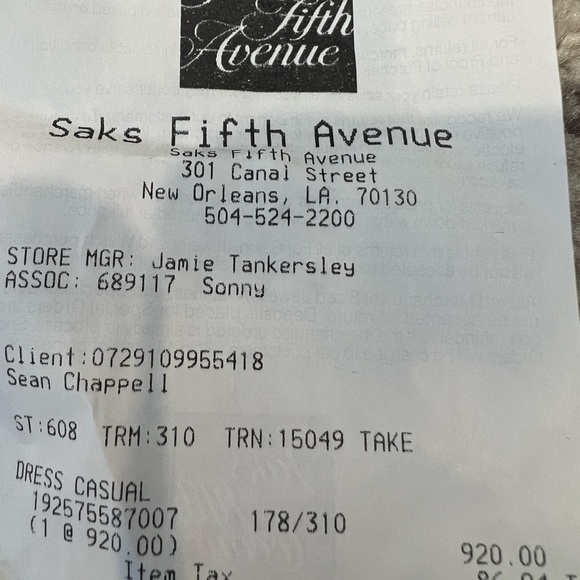 Fifth
Avenue
Saks Fifth Avenue
Saks Fifth Avenue
301 Canal Street
New Orleans, LA. 70130
504-524-2200
STORE MGR: Jamie Tankersley
ASSOC: 689117 Sonny
Client:0729109955418
Sean Chappell
ST:608 TRM:310 TRN:15049 TAKE
DRESS CASUAL
192575587007 178/310
(1 @ 920.00) 920.00
Item Tax